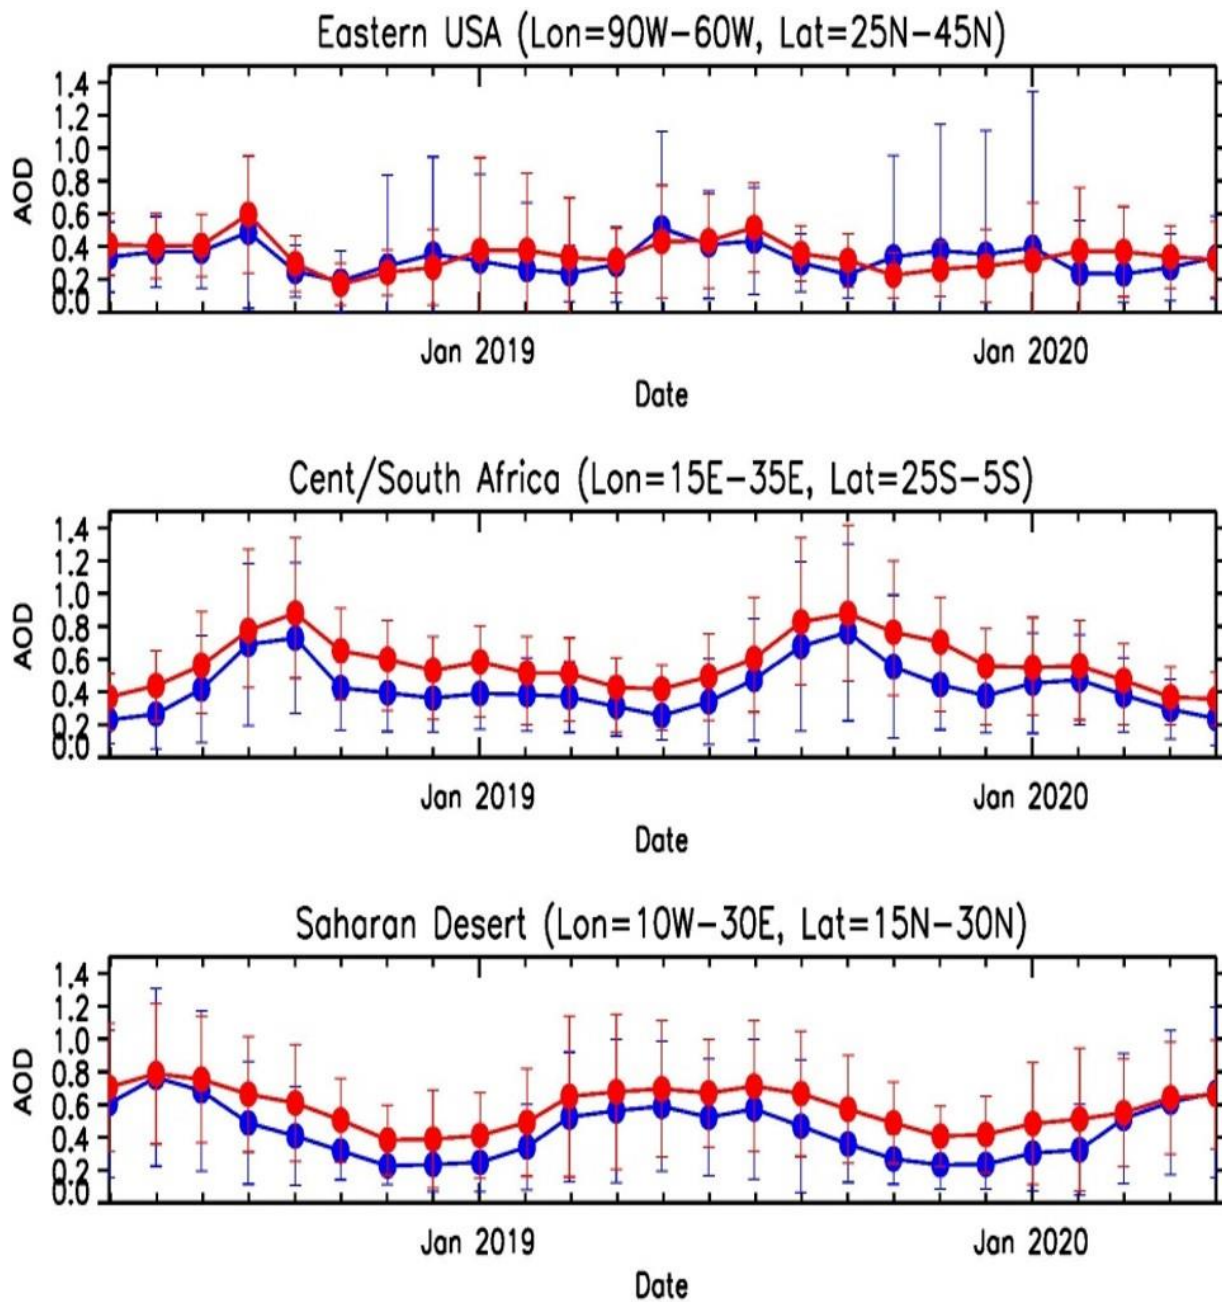 Eastern USA (Lon=90W-60W, Lat=25N-45N)
1.4
1.2
1.0
0.8
0.6
0.4
0.2
0.0
AOD
Jan 2019
Jan 2020
Date
Cent/South Africa (Lon=15E-35E, Lat=25S-5S)
1.4
1.2
1.0
0.8
0.6
0.4
0.2
0.0
AOD
Jan 2019
Jan 2020
Date
Saharan Desert (Lon=10W-30E, Lat=15N-30N)
1.4
1.2
1.0
0.8
0.6
0.4
0.2
0.0
AOD
Jan 2019
Jan 2020
Date